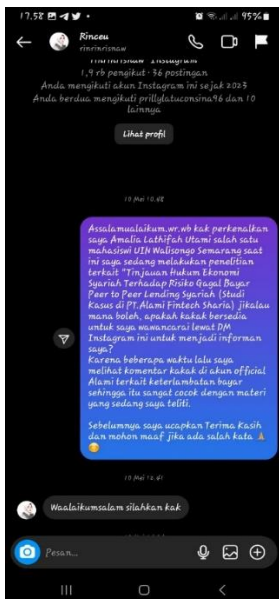 17.58
95%
Rinceu
rinrinrisnaw
1,9 rb pengikut · 36 postingan
Anda mengikuti akun Instagram ini sejak 2023
Anda berdua mengikuti prillylatuconsina96 dan 10
lainnya
Lihat profil
10 Mei 10.48
Assalamualaikum.wr.wb kak perkenalkan
saya Amalia Lathifah Utami salah satu
mahasiswi UIN Walisongo Semarang saat
ini saya sedang melakukan penelitian
terkait "Tinjauan Hukum Ekonomi
Syariah Terhadap Risiko Gagal Bayar
Peer to Peer Lending Syariah (Studi
Kasus di PT.Alami Fintech Sharia) jikalau
mana boleh, apakah kakak bersedia
untuk saya wawancarai lewat DM
Instagram ini untuk menjadi informan
saya?
Karena beberapa waktu lalu saya
melihat komentar kakak di akun official
Alami terkait keterlambatan bayar
sehingga itu sangat cocok dengan materi
yang sedang saya teliti.
Sebelumnya saya ucapkan Terima Kasih
dan mohon maaf jika ada salah kata
10 Mei 12.41
Waalaikumsalam silahkan kak
Pesan...